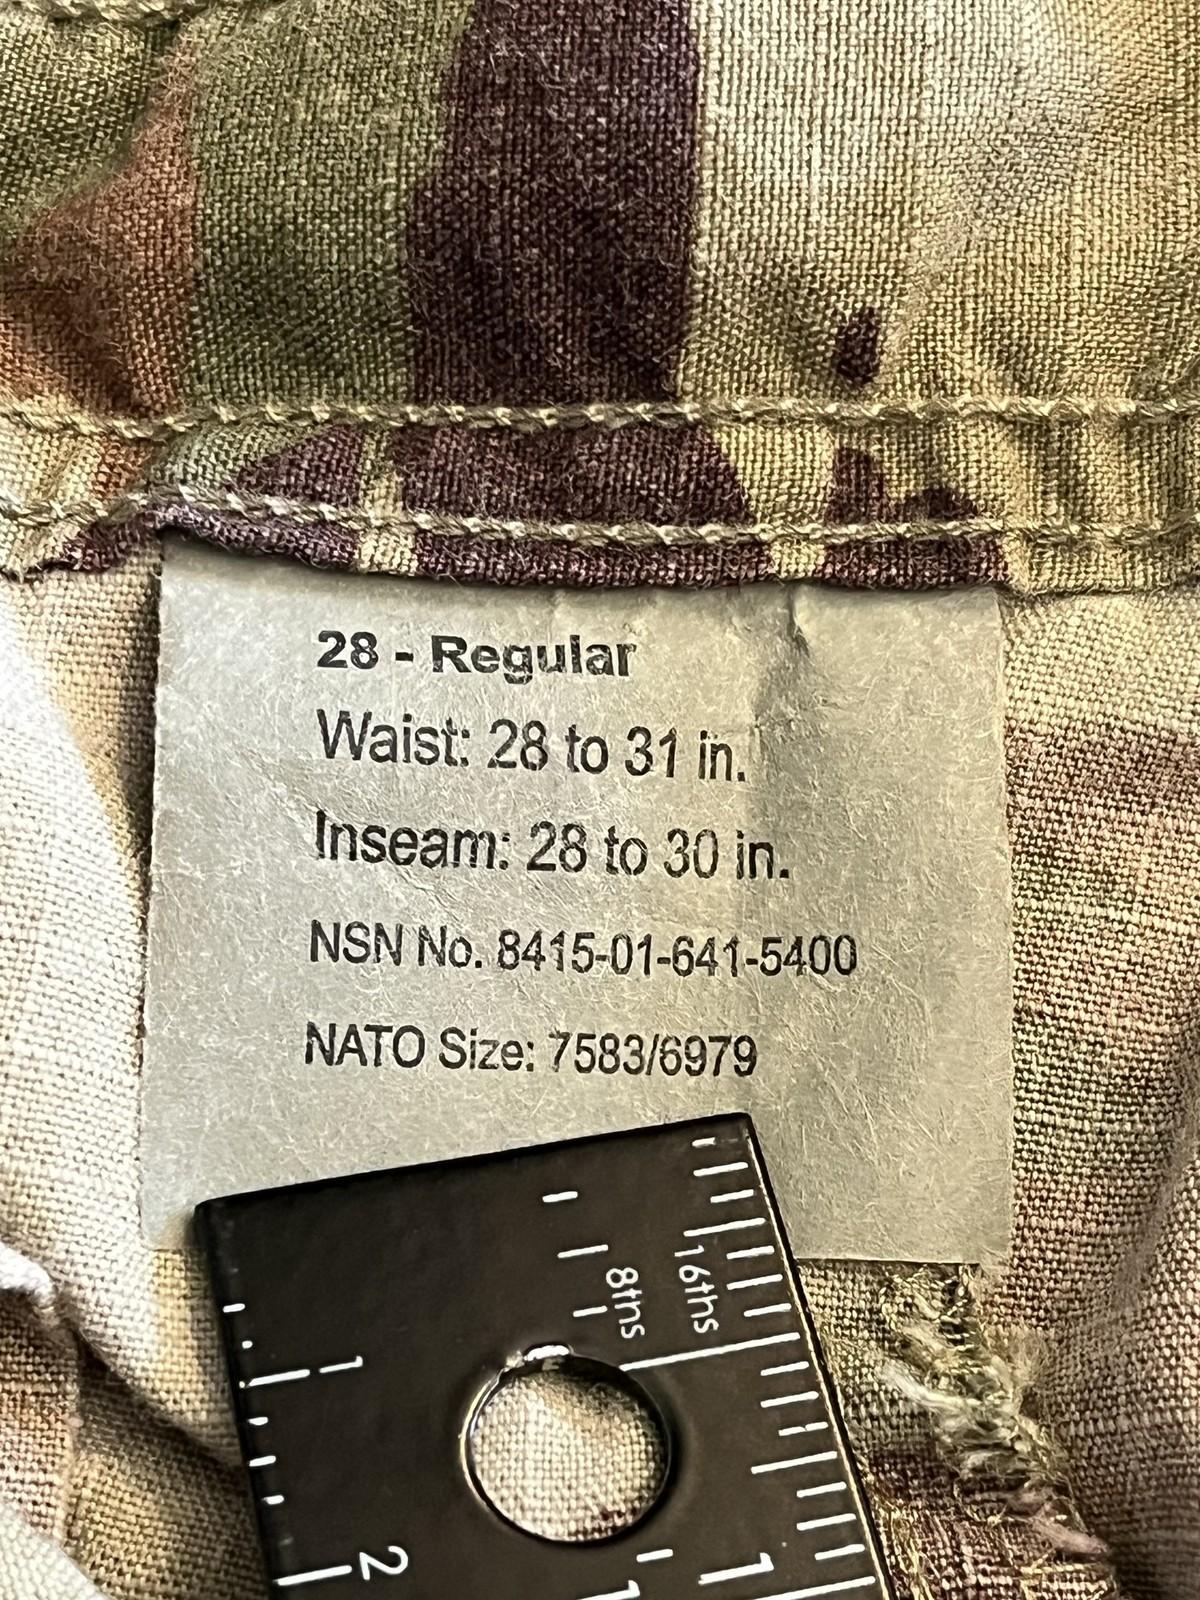 28 - Regular
Waist: 28 to 31 in.
Inseam: 28 to 30 in.
NSN No. 8415-01-641-5400
NATO Size: 7583/6979
8ths
16ths
1
2
1
1